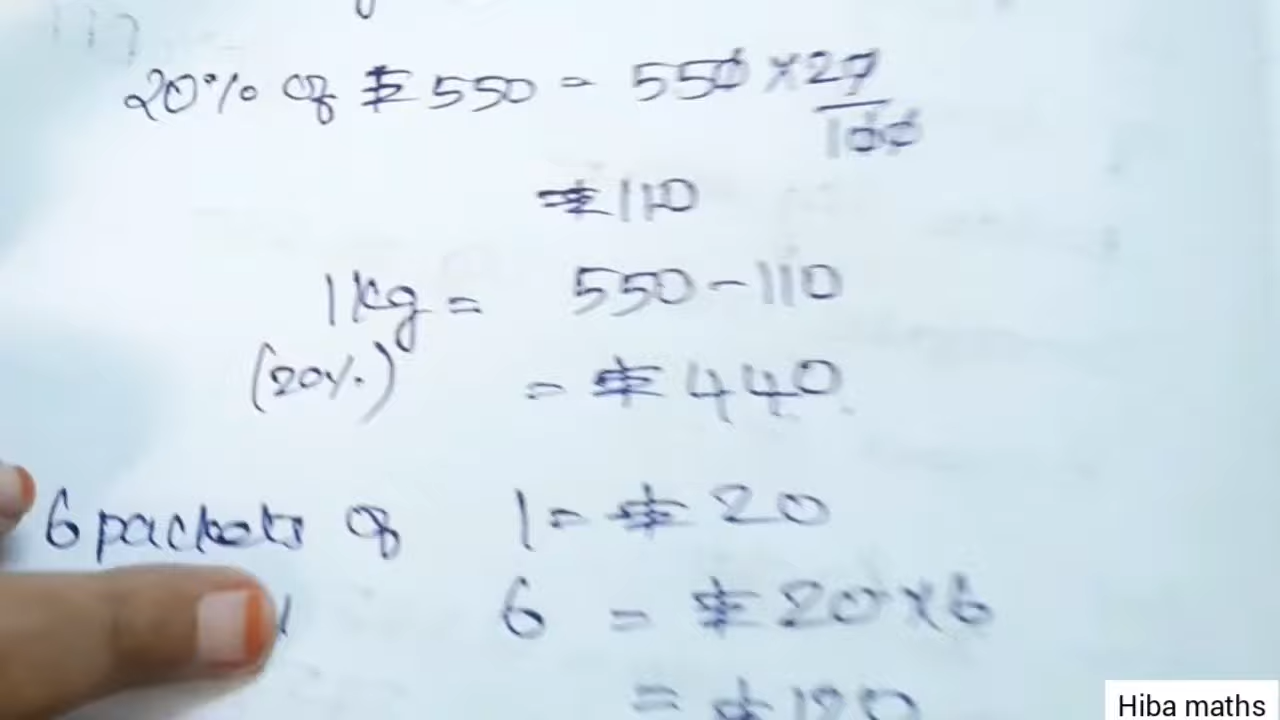 20% of ₹ 550 = 550 × 20
100
= ₹ 110
1kg = 550 - 110
(20%)
= ₹ 440
6 packets of 1 = ₹ 20
6 = ₹ 20 × 6
= ₹ 120
Hiba maths